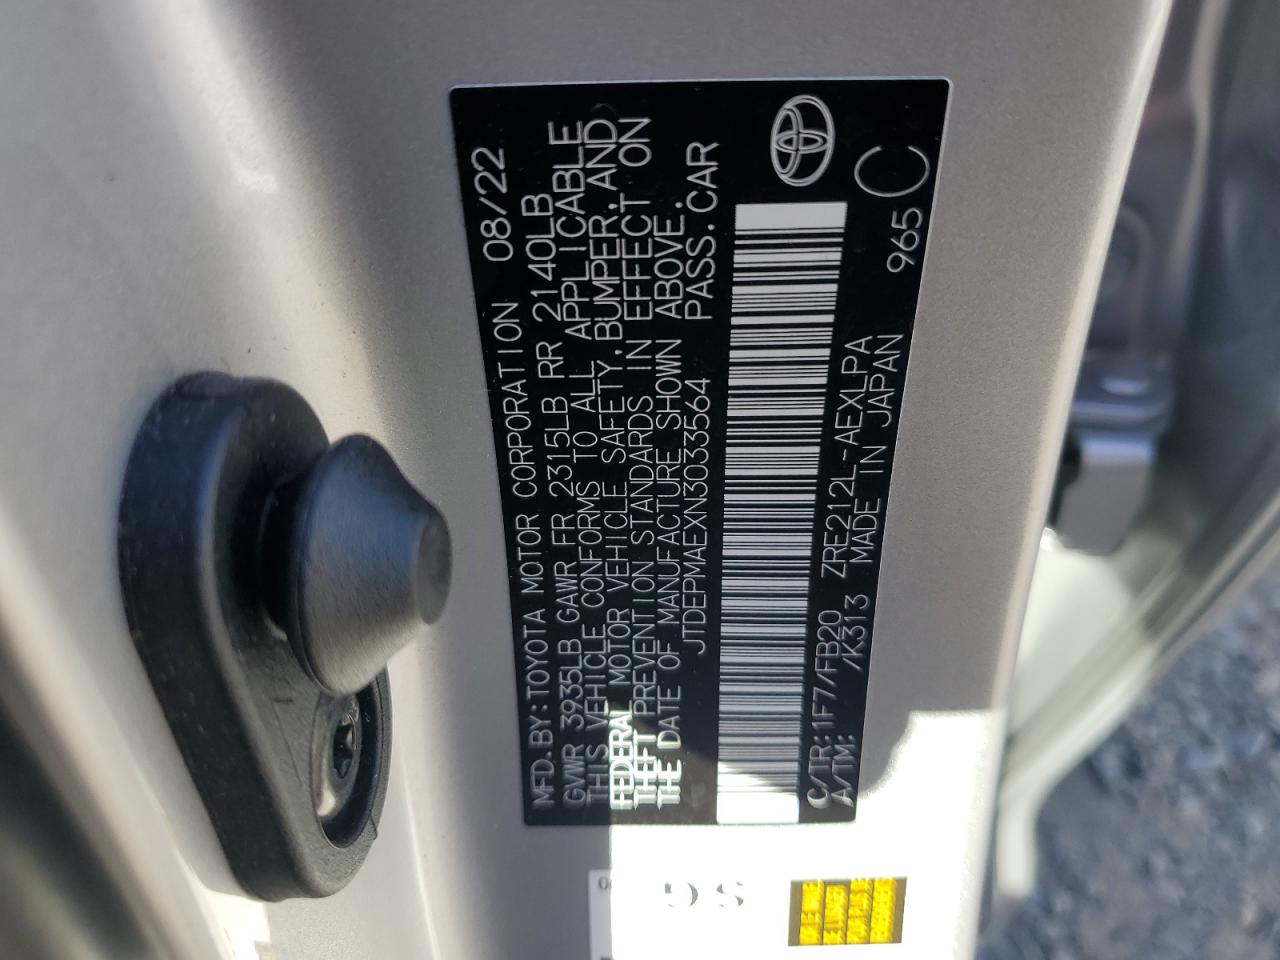 MFD.BY:TOYOTA MOTOR CORPORATION 08/22
GVWR 3935LB GAWR FR 2315LB RR 2140LB
THIS VEHICLE CONFORMS TO ALL APPLICABLE
FEDERAL MOTOR VEHICLE SAFETY, BUMPER, AND
THEFT PREVENTION STANDARDS IN EFFECT ON
THE DATE OF MANUFACTURE SHOWN ABOVE.
JTDEPMAEXN3033564 PASS.CAR
C/TR:1F7/FB20 ZRE212L-AEXLPA
A/TM: /K313 MADE IN JAPAN 965 C